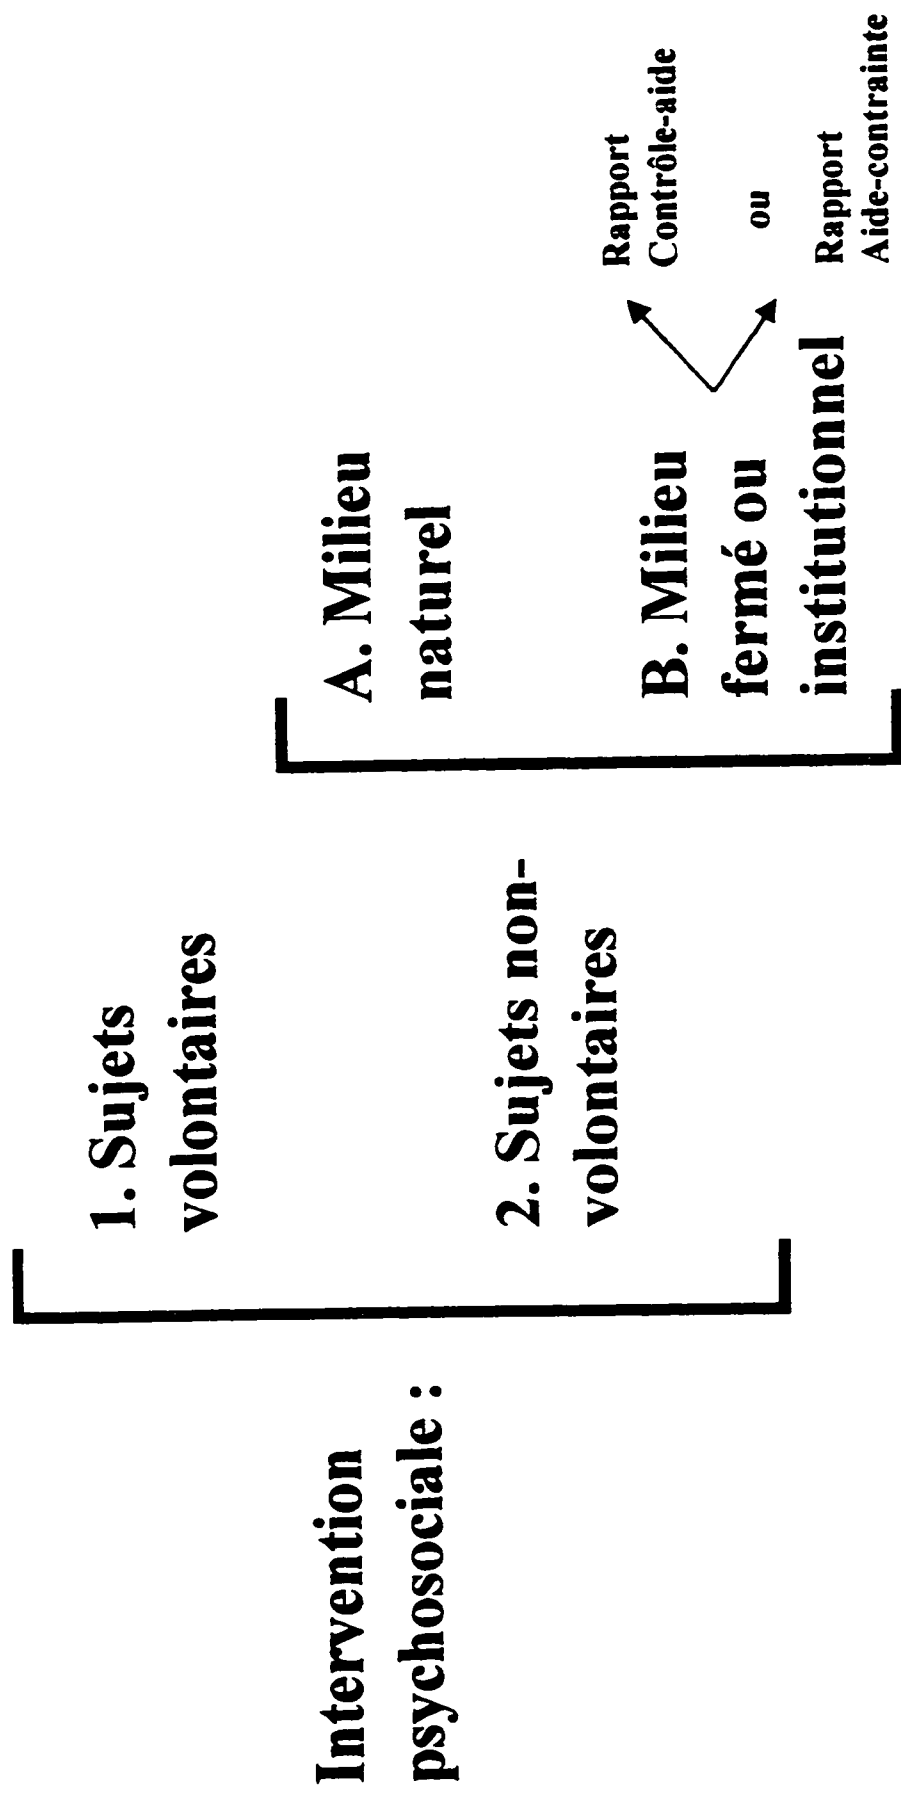 Intervention
psychosociale :
1. Sujets
volontaires
2. Sujets non-
volontaires
A. Milieu
naturel
B. Milieu
fermé ou
institutionnel
Rapport
Contrôle-aide
ou
Rapport
Aide-contrainte